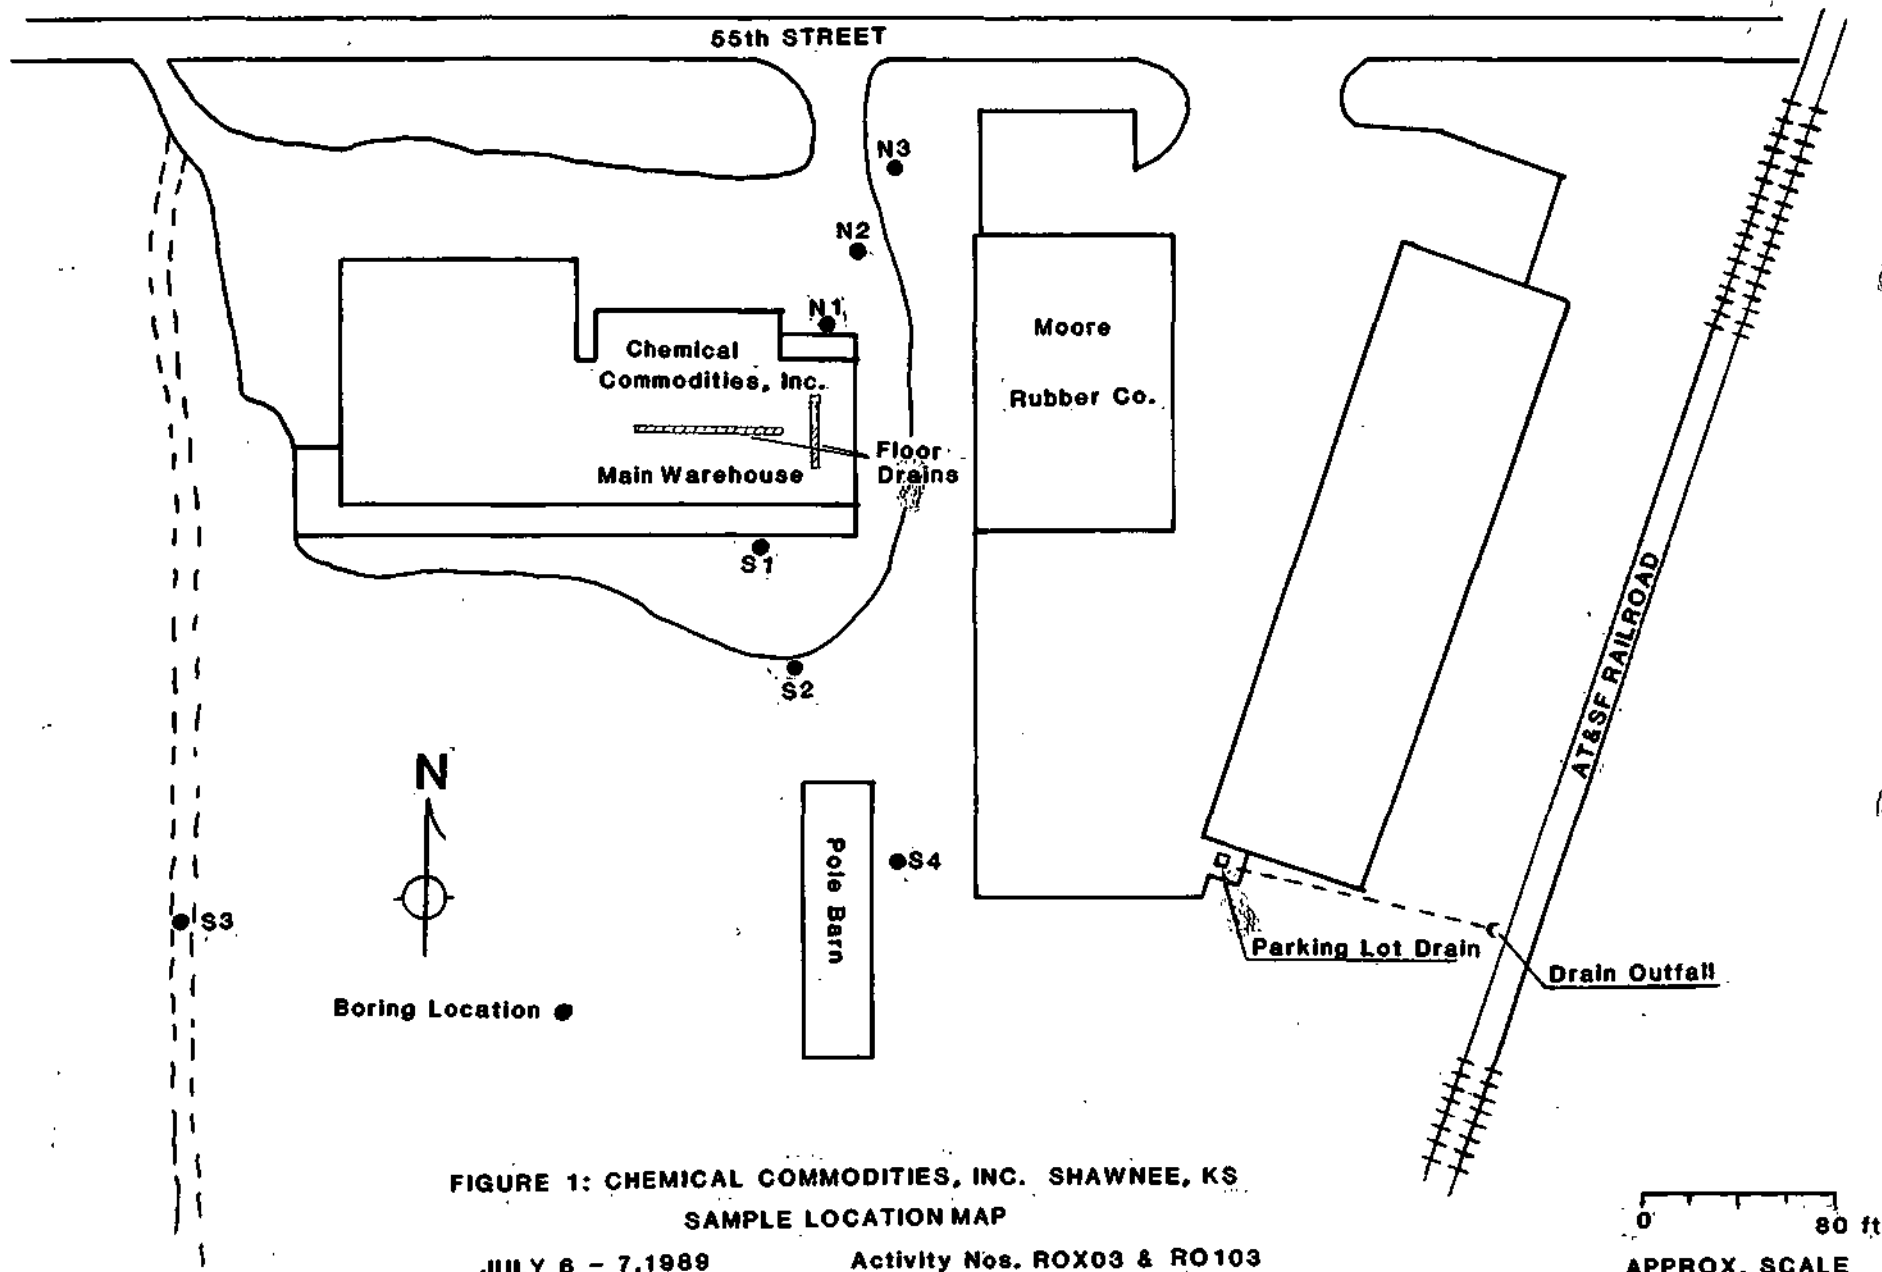 55th STREET
N3
N2
N1
Chemical
Commodities, Inc.
Moore
Rubber Co.
Floor
Drains
Main Warehouse
S1
S2
AT&SF RAILROAD
N
Pole Barn
S4
S3
Parking Lot Drain
Drain Outfall
Boring Location
FIGURE 1: CHEMICAL COMMODITIES, INC. SHAWNEE, KS
SAMPLE LOCATION MAP
0 80 ft
JULY 6 - 7, 1989 Activity Nos. ROX03 & RO103
APPROX. SCALE